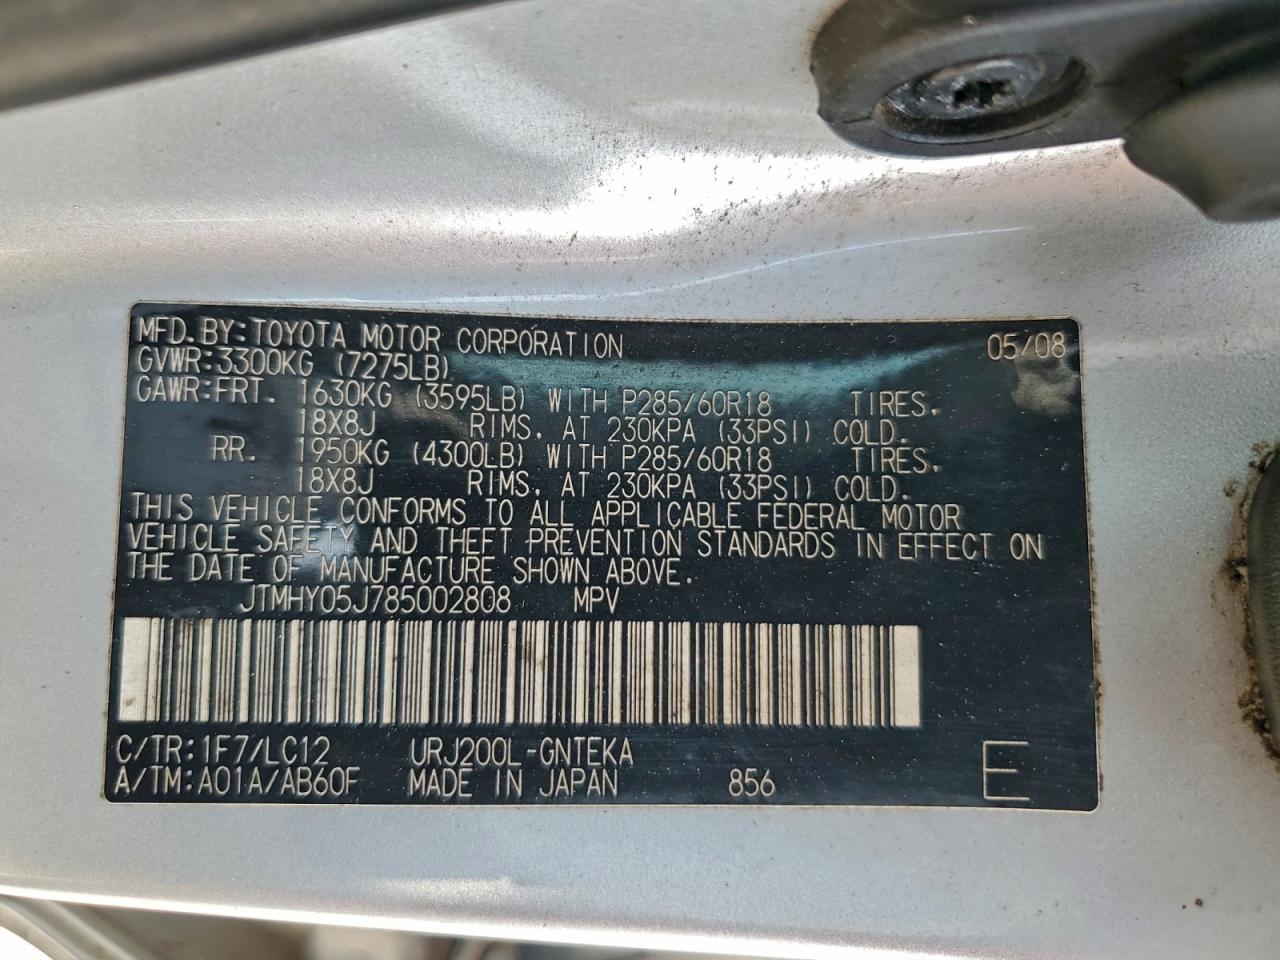 MFD.BY:TOYOTA MOTOR CORPORATION 05/08
GVWR:3300KG (7275LB)
GAWR:FRT. 1630KG (3595LB) WITH P285/60R18 TIRES.
18X8J RIMS. AT 230KPA (33PSI) COLD.
RR. 1950KG (4300LB) WITH P285/60R18 TIRES.
18X8J RIMS. AT 230KPA (33PSI) COLD.
THIS VEHICLE CONFORMS TO ALL APPLICABLE FEDERAL MOTOR
VEHICLE SAFETY AND THEFT PREVENTION STANDARDS IN EFFECT ON
THE DATE OF MANUFACTURE SHOWN ABOVE.
JTMHY05J785002808 MPV
C/TR:1F7/LC12 URJ200L-GNTEKA
A/TM:A01A/AB60F MADE IN JAPAN 856 E